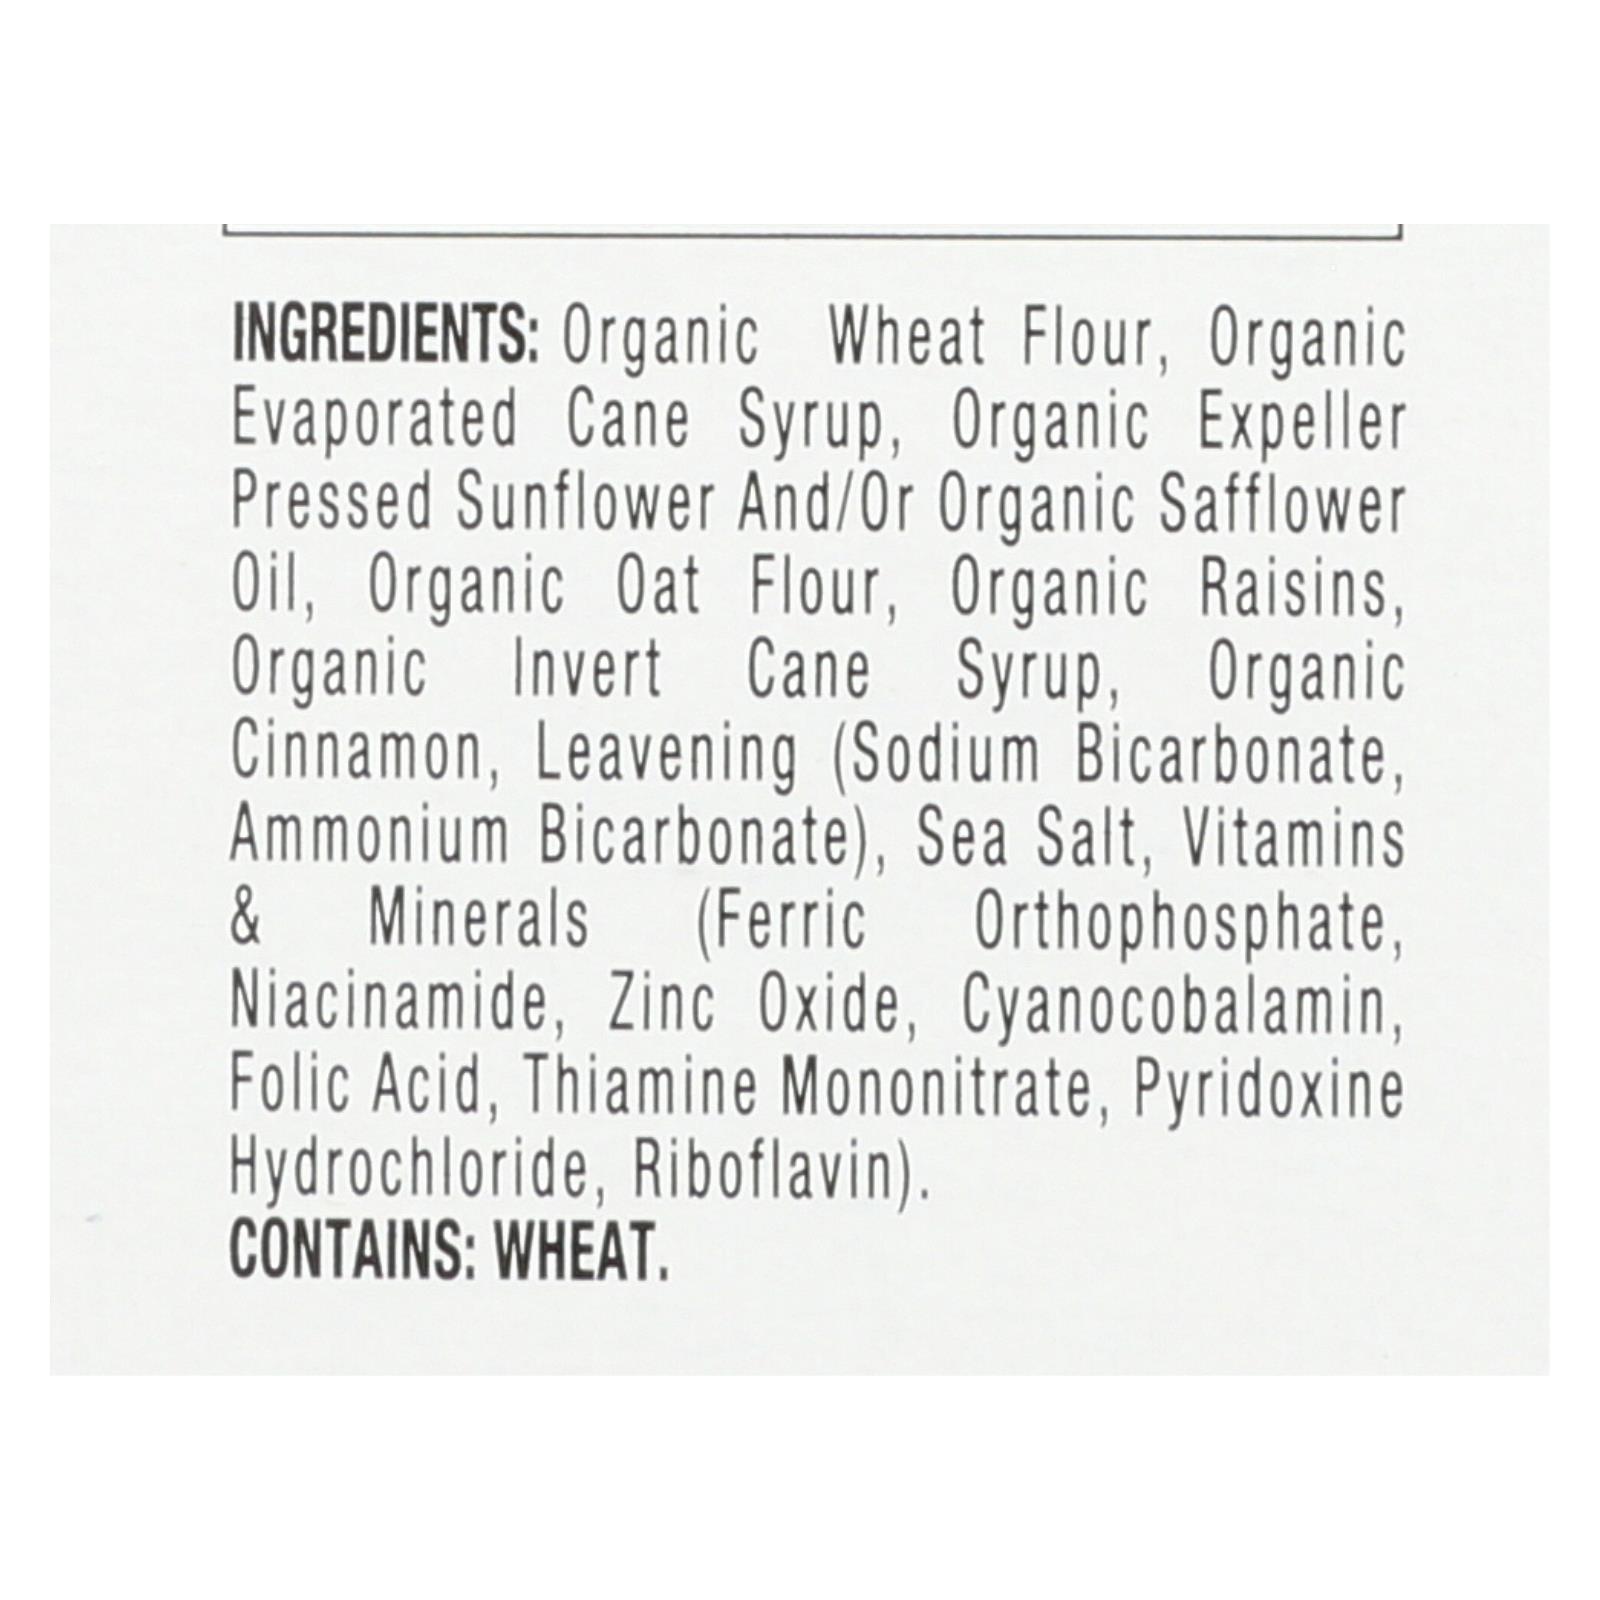 INGREDIENTS: Organic Wheat Flour, Organic
Evaporated Cane Syrup, Organic Expeller
Pressed Sunflower And/Or Organic Safflower
Oil, Organic Oat Flour, Organic Raisins,
Organic Invert Cane Syrup, Organic
Cinnamon, Leavening (Sodium Bicarbonate,
Ammonium Bicarbonate), Sea Salt, Vitamins
& Minerals (Ferric Orthophosphate,
Niacinamide, Zinc Oxide, Cyanocobalamin,
Folic Acid, Thiamine Mononitrate, Pyridoxine
Hydrochloride, Riboflavin).
CONTAINS: WHEAT.